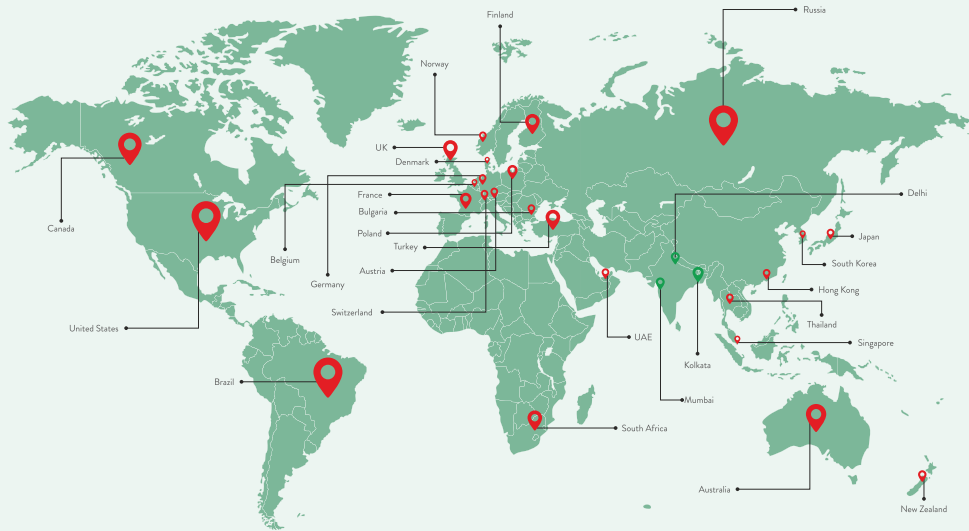 Russia
Finland
Norway
UK
Denmark
France
Delhi
Bulgaria
Canada
Poland
Japan
Turkey
Belgium
South Korea
Austria
Germany
Hong Kong
Switzerland
Thailand
United States
UAE
Singapore
Kolkata
Brazil
Mumbai
South Africa
Australia
New Zealand